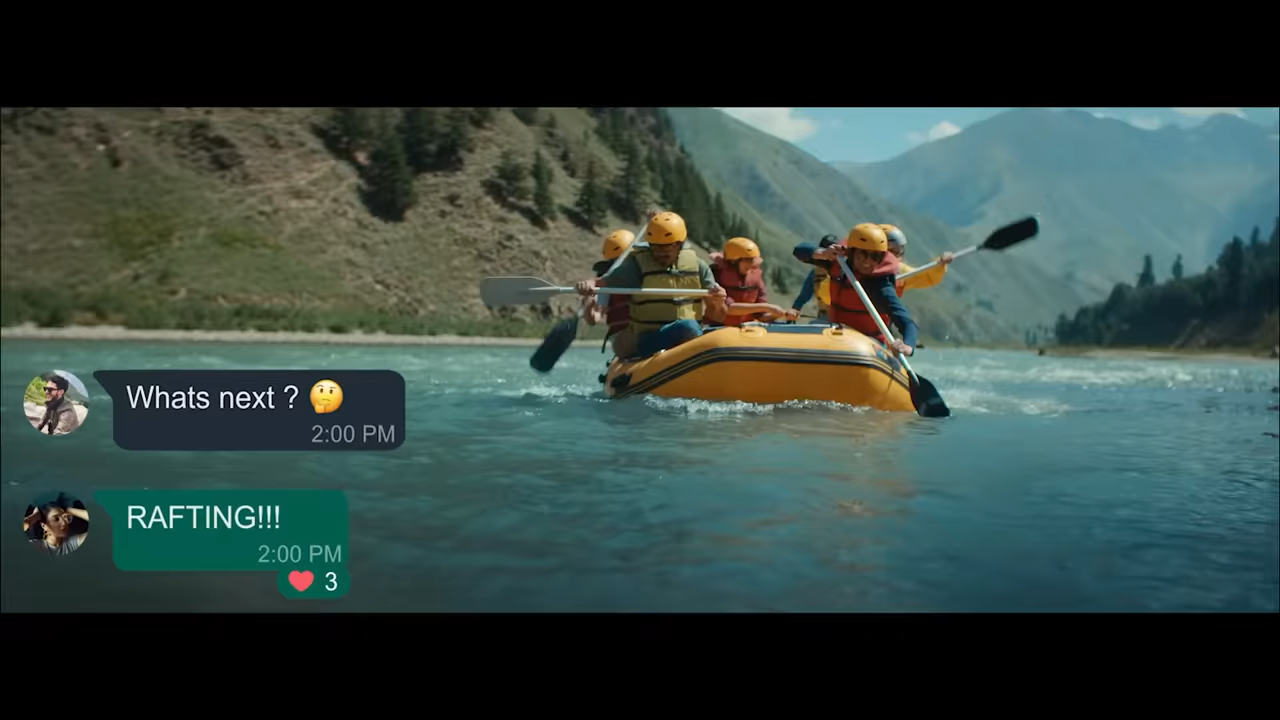 Whats next ? 🤔
2:00 PM
RAFTING!!!
2:00 PM
❤️ 3